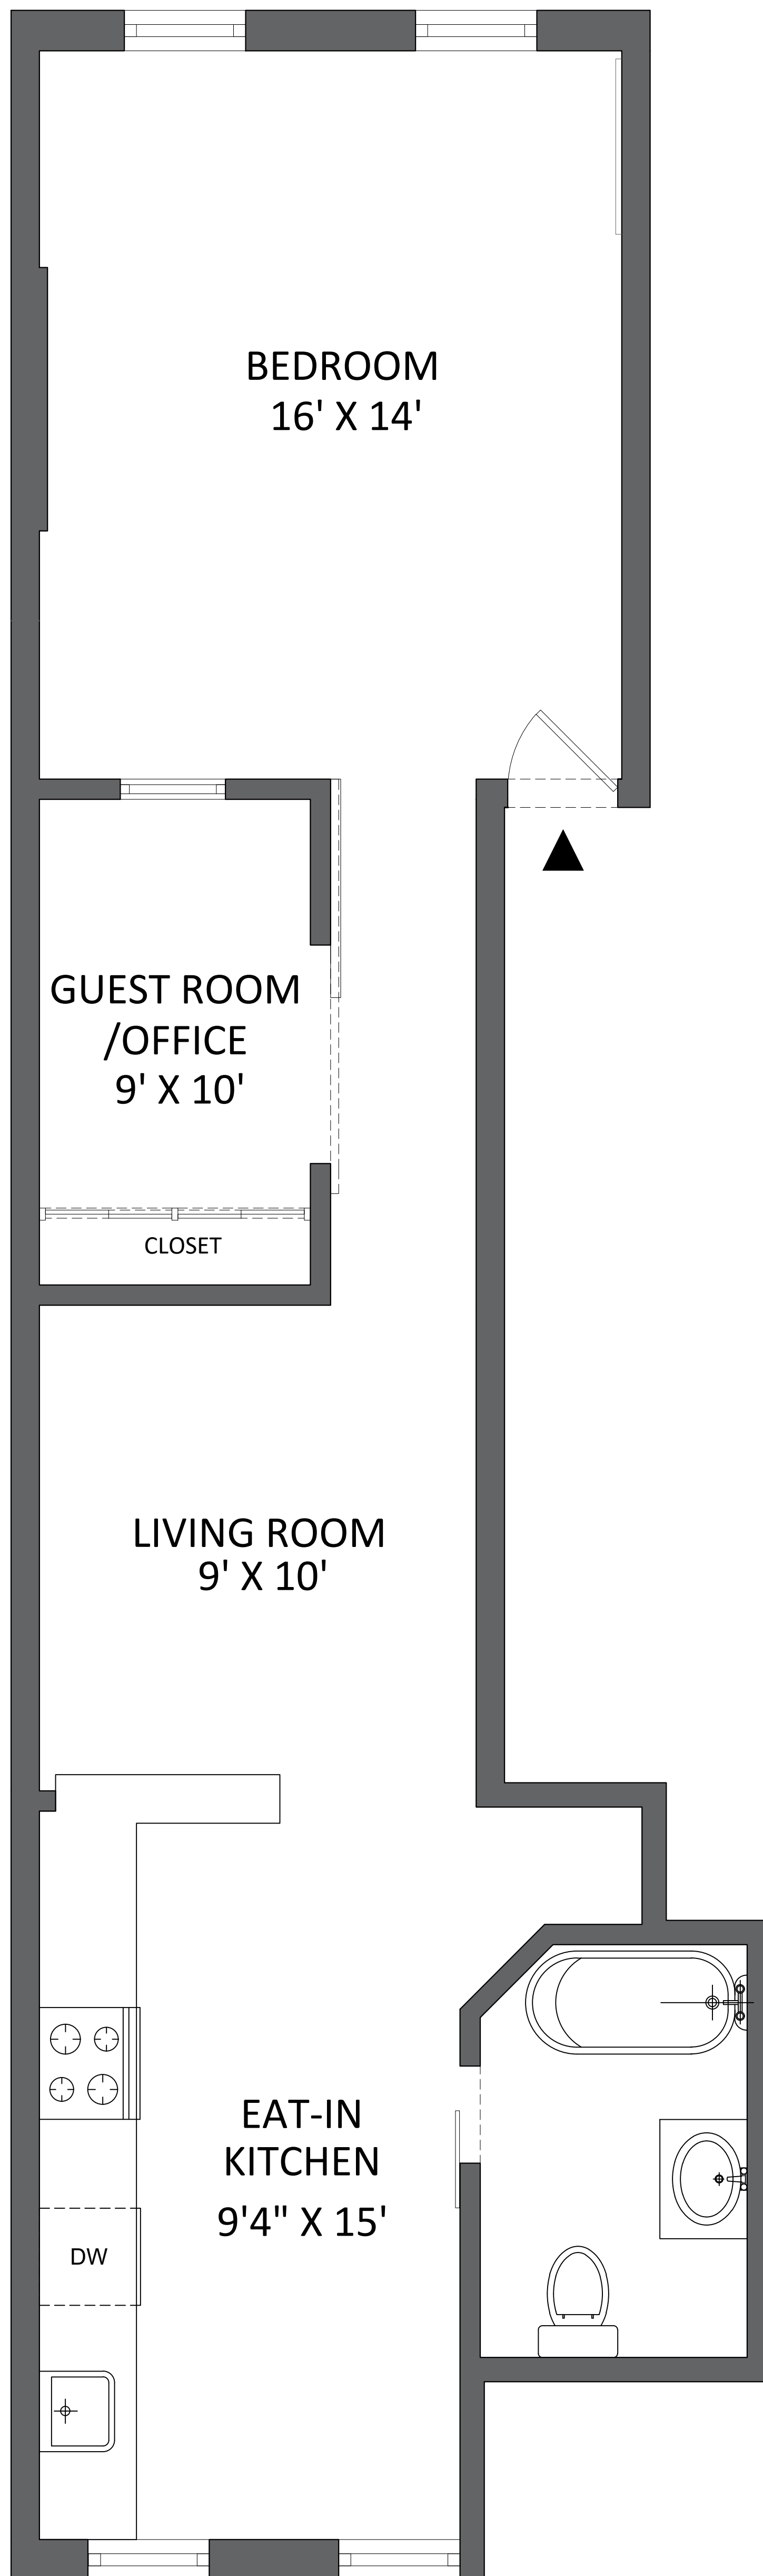 BEDROOM
16' X 14'
GUEST ROOM
/OFFICE
9' X 10'
CLOSET
LIVING ROOM
9' X 10'
EAT-IN
KITCHEN
9'4" X 15'
DW